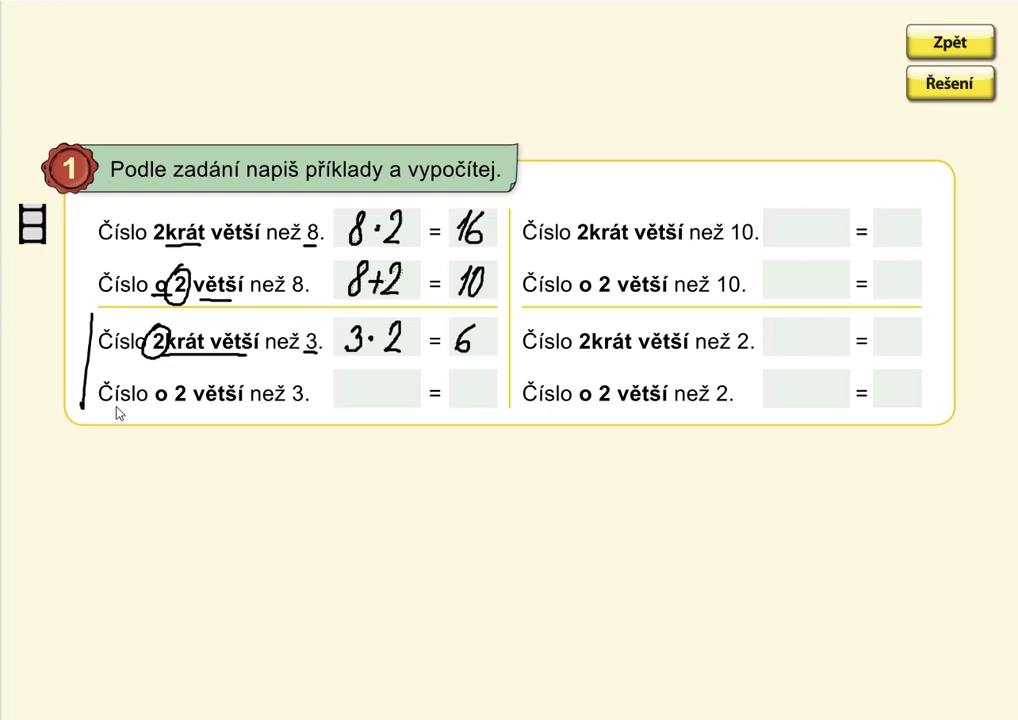 Zpět
Řešení
1 Podle zadání napiš příklady a vypočítej.
Číslo 2krát větší než 8. 8 · 2 = 16
Číslo o 2 větší než 8. 8+2 = 10
Číslo 2krát větší než 3. 3 · 2 = 6
Číslo o 2 větší než 3. =
Číslo 2krát větší než 10. =
Číslo o 2 větší než 10. =
Číslo 2krát větší než 2. =
Číslo o 2 větší než 2. =